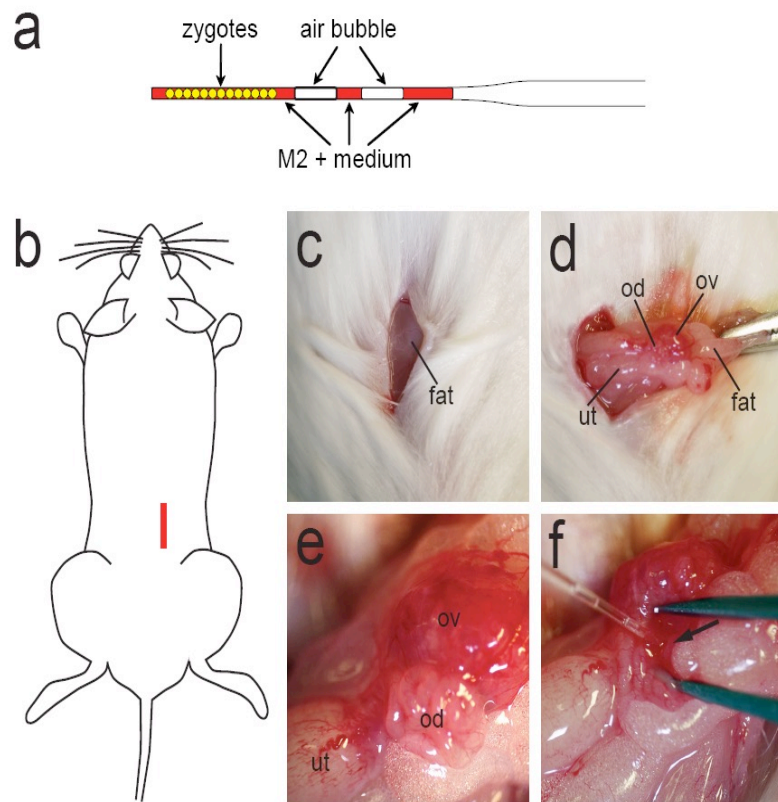 a
zygotes
air bubble
M2 + medium
b
c
fat
d
od
ov
ut
fat
e
ov
od
ut
f